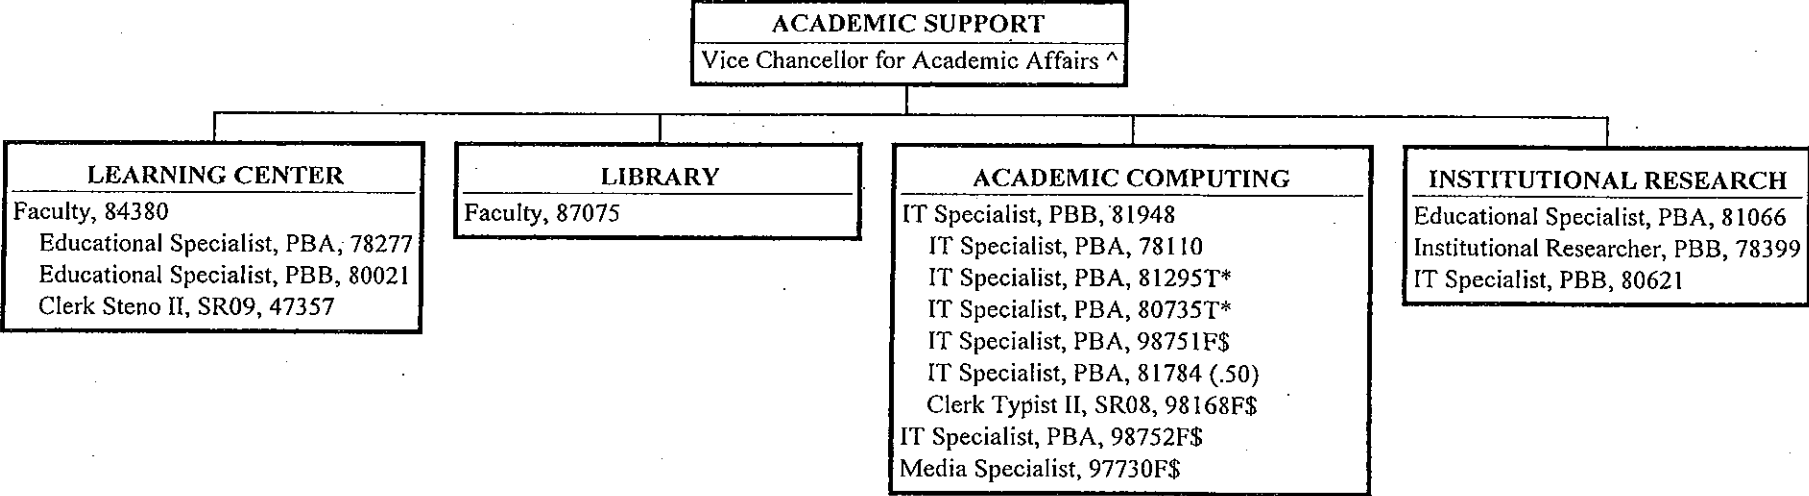 ACADEMIC SUPPORT
Vice Chancellor for Academic Affairs ^
LEARNING CENTER
Faculty, 84380
Educational Specialist, PBA, 78277
Educational Specialist, PBB, 80021
Clerk Steno II, SR09, 47357
LIBRARY
Faculty, 87075
ACADEMIC COMPUTING
IT Specialist, PBB, 81948
IT Specialist, PBA, 78110
IT Specialist, PBA, 81295T*
IT Specialist, PBA, 80735T*
IT Specialist, PBA, 98751F$
IT Specialist, PBA, 81784 (.50)
Clerk Typist II, SR08, 98168F$
IT Specialist, PBA, 98752F$
Media Specialist, 97730F$
INSTITUTIONAL RESEARCH
Educational Specialist, PBA, 81066
Institutional Researcher, PBB, 78399
IT Specialist, PBB, 80621